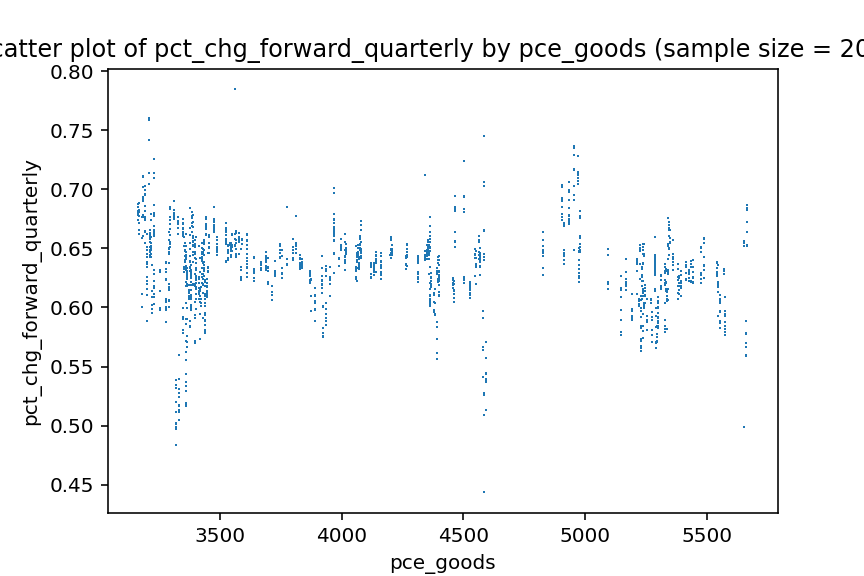 catter plot of pct_chg_forward_quarterly by pce_goods (sample size = 20
0.80
0.75
0.70
0.65
0.60
0.55
0.50
0.45
pct_chg_forward_quarterly
3500 4000 4500 5000 5500
pce_goods